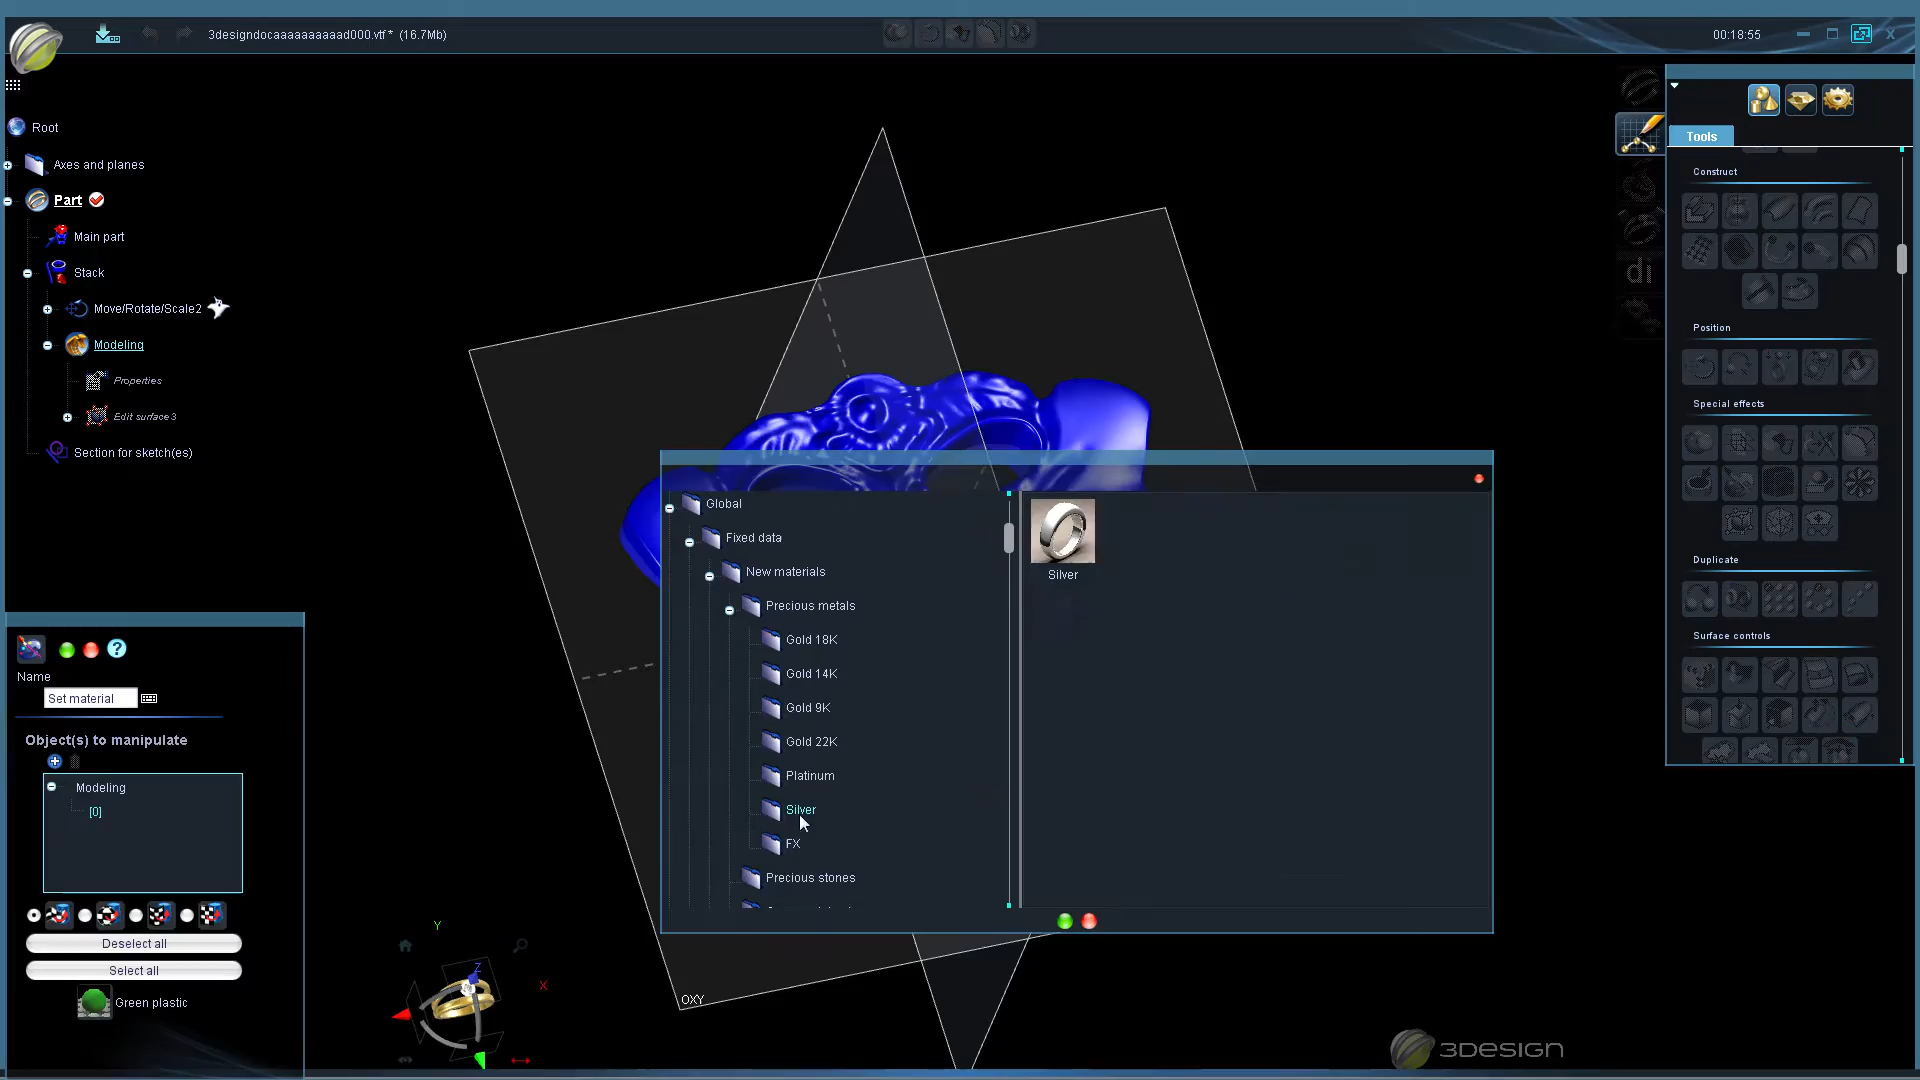 3designdocaaaaaaaaaad000.vtf * (16.7Mb)
00:18:55
X
Root
Axes and planes
Part
Main part
Stack
Move/Rotate/Scale2
Modeling
Properties
Edit surface 3
Section for sketch(es)
di
Tools
Construct
Position
Special effects
Duplicate
Surface controls
Global
Fixed data
New materials
Precious metals
Gold 18K
Gold 14K
Gold 9K
Gold 22K
Platinum
Silver
FX
Precious stones
Silver
?
Name
Set material
Object(s) to manipulate
Modeling
[0]
Deselect all
Select all
Green plastic
Y
Z
X
OXY
3DESIGN